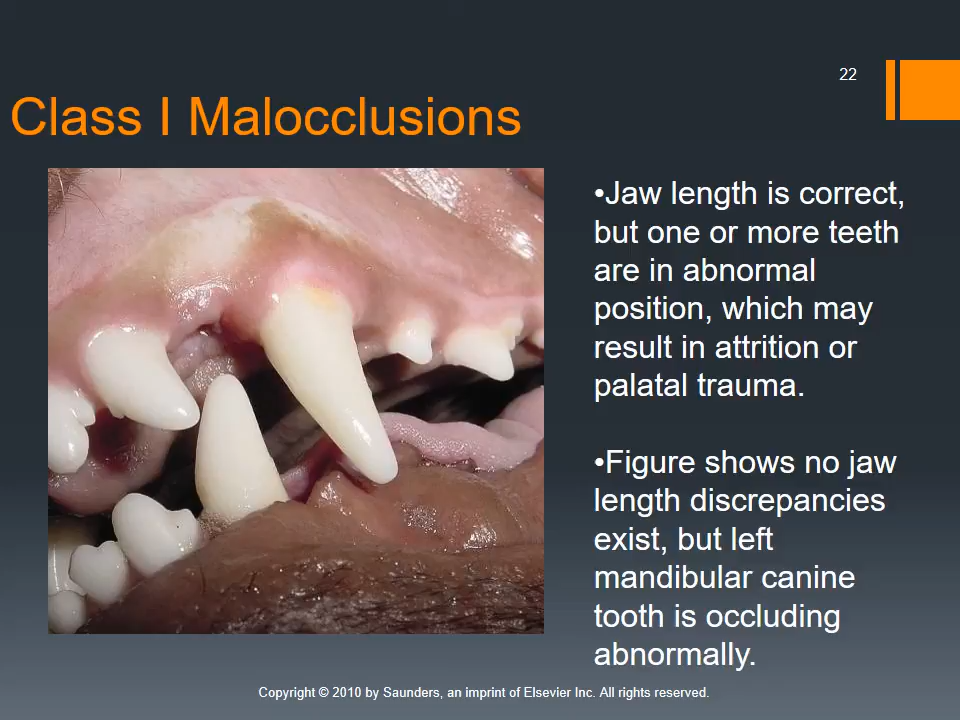 22
Class I Malocclusions
•Jaw length is correct,
but one or more teeth
are in abnormal
position, which may
result in attrition or
palatal trauma.
•Figure shows no jaw
length discrepancies
exist, but left
mandibular canine
tooth is occluding
abnormally.
Copyright © 2010 by Saunders, an imprint of Elsevier Inc. All rights reserved.